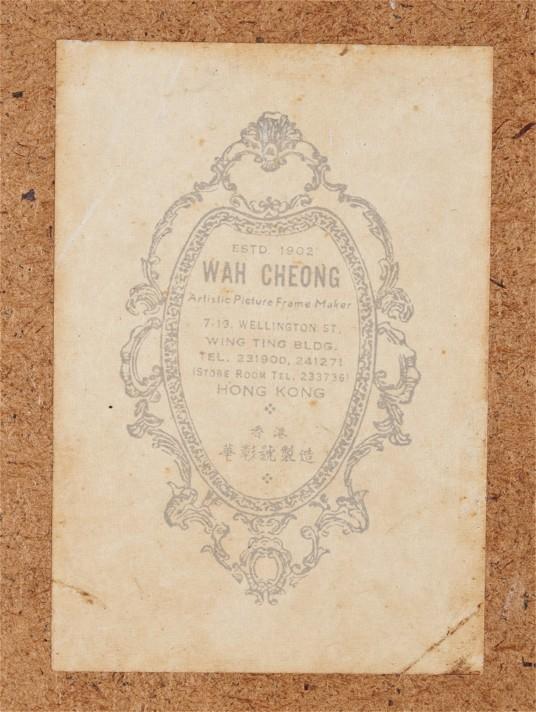 ESTD. 1902
WAH CHEONG
Artistic Picture Frame Maker
7-19, WELLINGTON ST.
WING TING BLDG.
TEL. 231900, 241271
(STORE ROOM TEL. 233736)
HONG KONG
香港
華彰號製造